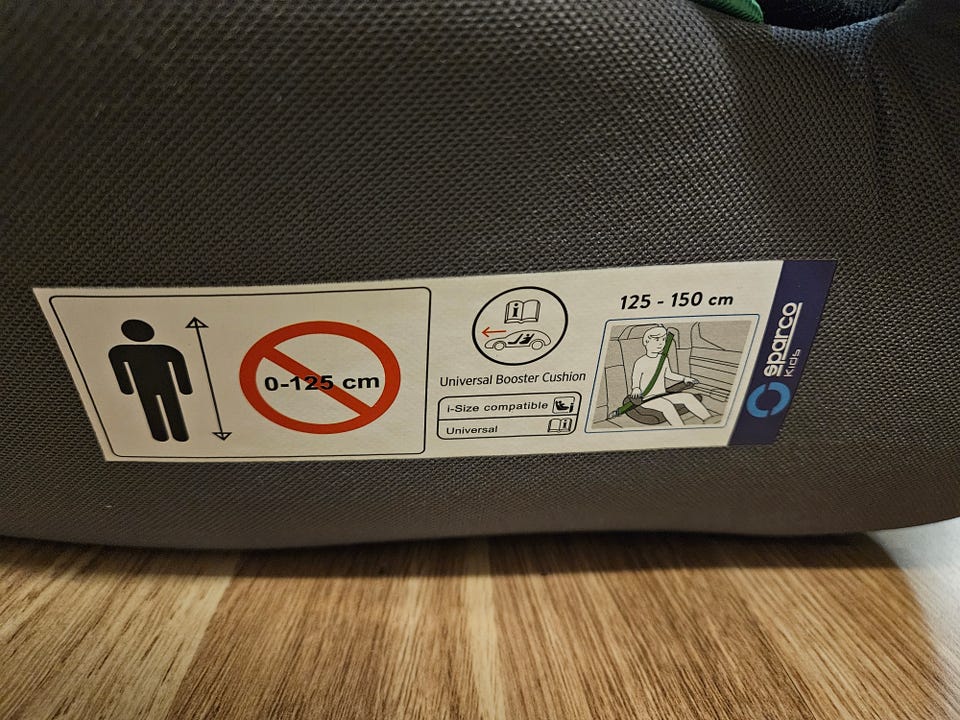 0-125 cm
i
Universal Booster Cushion
i-Size compatible
Universal
125 - 150 cm
sparco
Kids